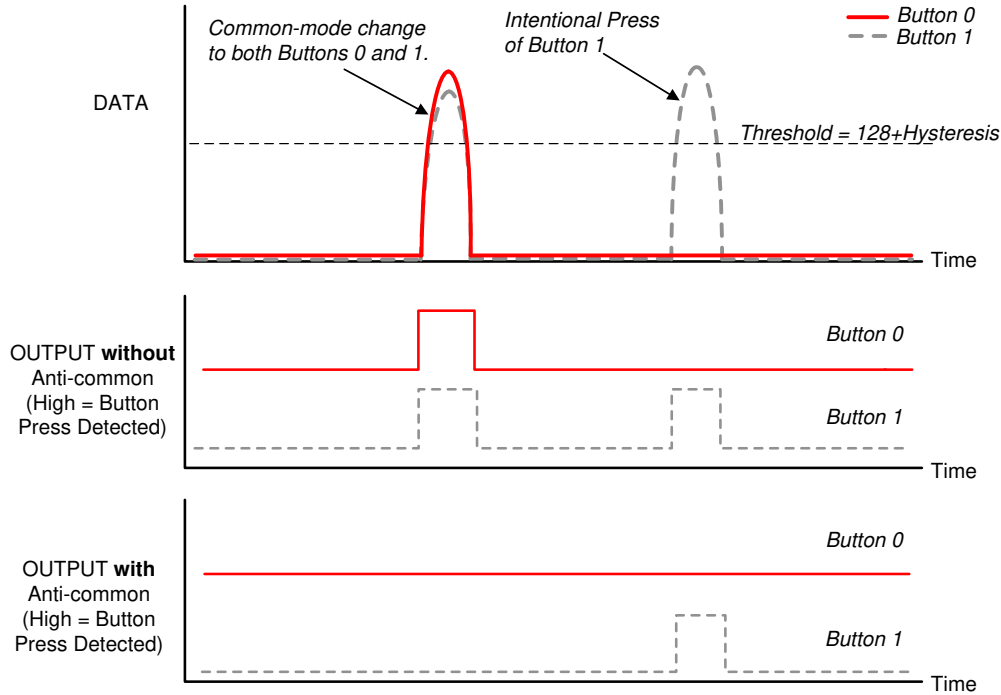 Common-mode change
to both Buttons 0 and 1.
Intentional Press
of Button 1
Button 0
Button 1
DATA
Threshold = 128+Hysteresis
Time
OUTPUT without
Anti-common
(High = Button
Press Detected)
Button 0
Button 1
Time
OUTPUT with
Anti-common
(High = Button
Press Detected)
Button 0
Button 1
Time